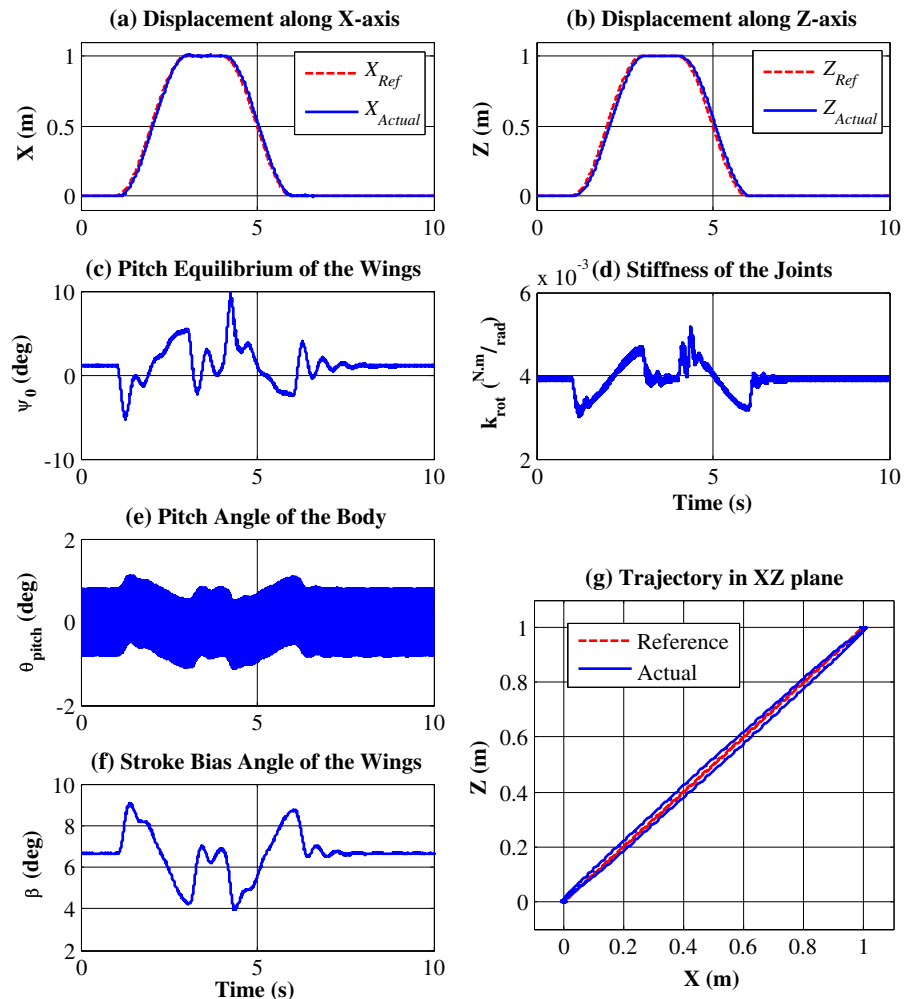 (a) Displacement along X-axis
1
0.5
0
X (m)
X_Ref
X_Actual
0 5 10
(b) Displacement along Z-axis
1
0.5
0
Z (m)
Z_Ref
Z_Actual
0 5 10
(c) Pitch Equilibrium of the Wings
10
0
-10
Ψ_0 (deg)
0 5 10
(d) Stiffness of the Joints
x 10^-3
6
4
2
k_rot (N.m/rad)
0 5 10
Time (s)
(e) Pitch Angle of the Body
2
0
-2
θ_pitch (deg)
0 5 10
(f) Stroke Bias Angle of the Wings
10
8
6
4
2
β (deg)
0 5 10
Time (s)
(g) Trajectory in XZ plane
1
0.8
0.6
0.4
0.2
0
Z (m)
Reference
Actual
0 0.2 0.4 0.6 0.8 1
X (m)